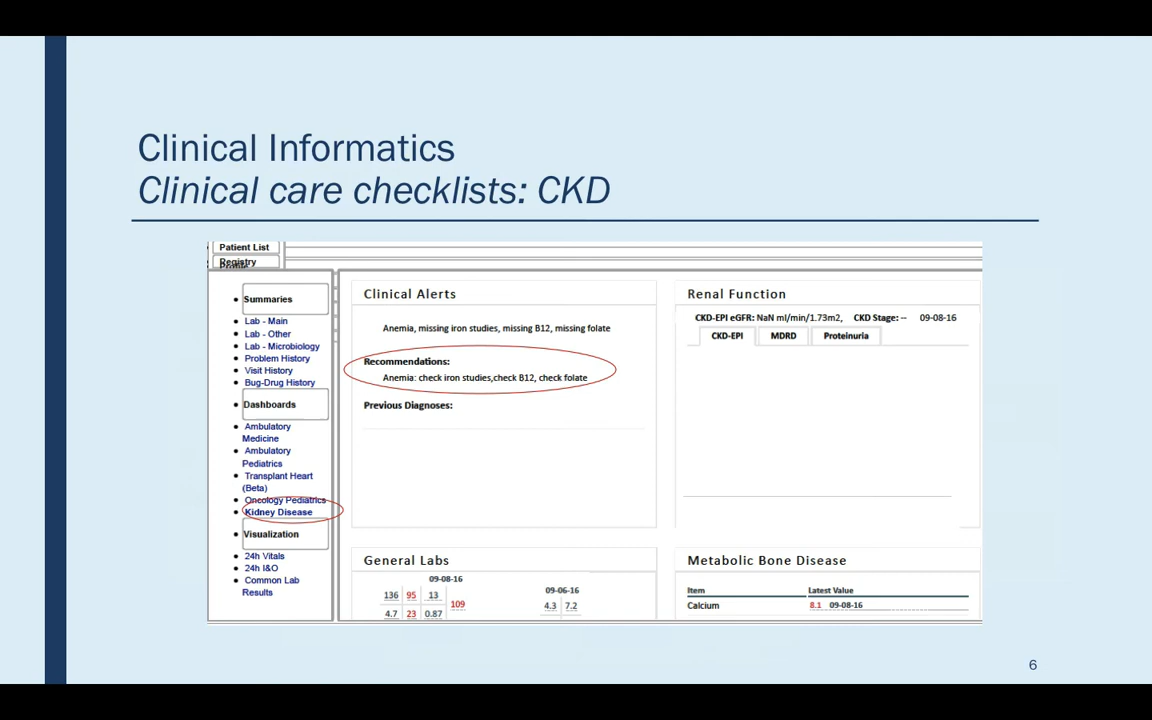 Clinical Informatics
Clinical care checklists: CKD
Patient List
Registry
Profile
Summaries
Lab - Main
Lab - Other
Lab - Microbiology
Problem History
Visit History
Bug-Drug History
Dashboards
Ambulatory
Medicine
Ambulatory
Pediatrics
Transplant Heart
(Beta)
Oncology Pediatrics
Kidney Disease
Visualization
24h Vitals
24h I&O
Common Lab
Results
Clinical Alerts
Anemia, missing iron studies, missing B12, missing folate
Recommendations:
Anemia: check iron studies,check B12, check folate
Previous Diagnoses:
Renal Function
CKD-EPI eGFR: NaN ml/min/1.73m2, CKD Stage: -- 09-08-16
CKD-EPI MDRD Proteinuria
General Labs
09-08-16
136 95 13
109
4.7 23 0.87
09-06-16
4.3 7.2
Metabolic Bone Disease
Item Latest Value
Calcium 8.1 09-08-16
6